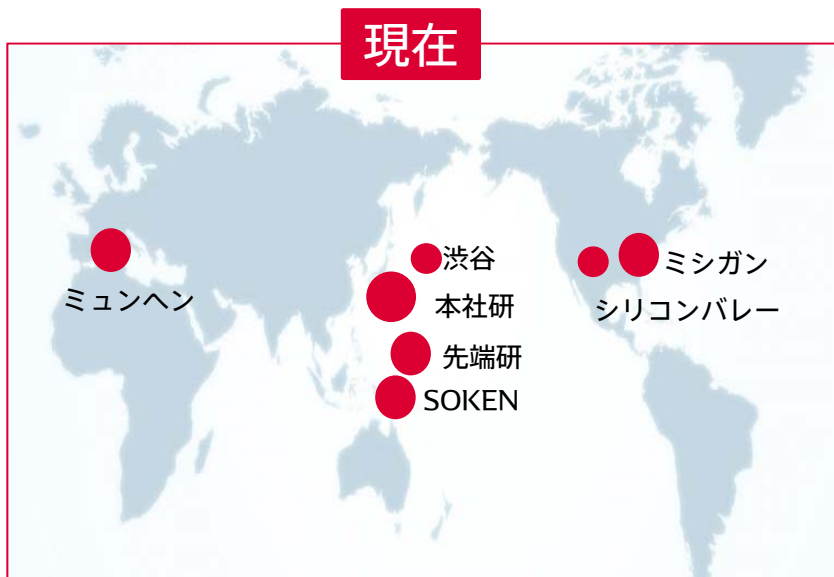 現在
渋谷
ミシガン
ミュンヘン
本社研
シリコンバレー
先端研
SOKEN